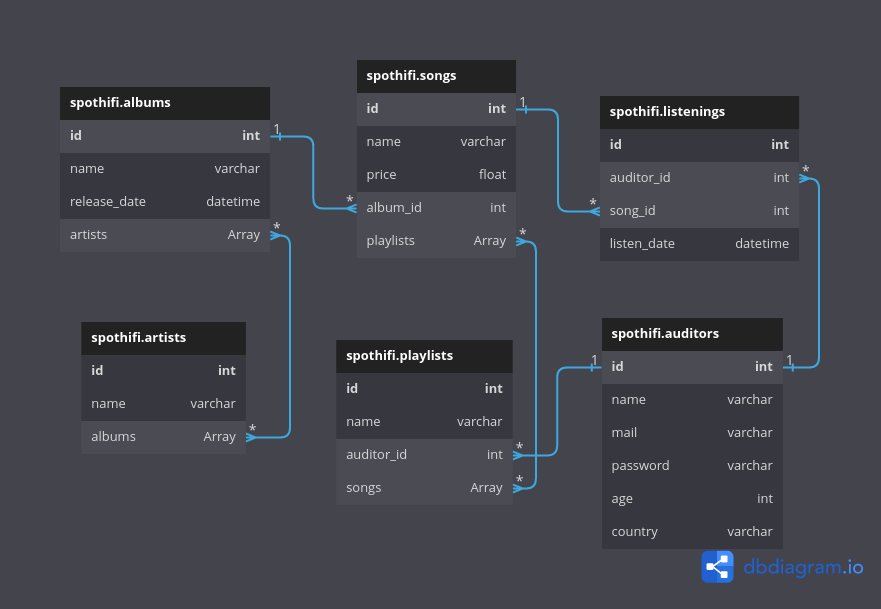 spothifi.albums
id int
name varchar
release_date datetime
artists Array
spothifi.songs
id int
name varchar
price float
album_id int
playlists Array
spothifi.listenings
id int
auditor_id int
song_id int
listen_date datetime
spothifi.artists
id int
name varchar
albums Array
spothifi.playlists
id int
name varchar
auditor_id int
songs Array
spothifi.auditors
id int
name varchar
mail varchar
password varchar
age int
country varchar
1
*
*
*
1
*
*
*
*
*
1
1
dbdiagram.io